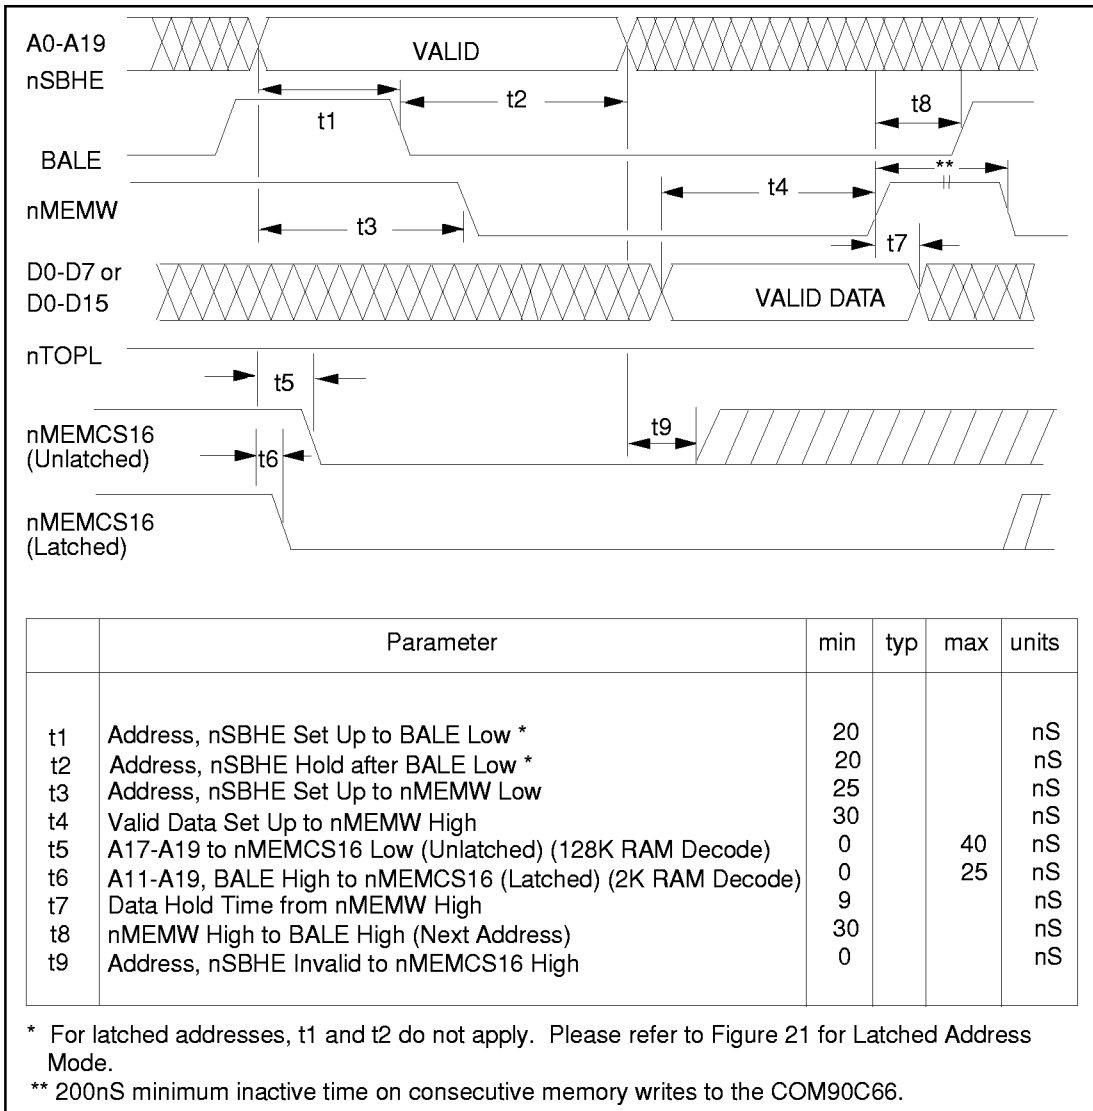 A0-A19
VALID
nSBHE
t1
t2
t8
BALE
**
nMEMW
t3
t4
t7
D0-D7 or
D0-D15
VALID DATA
nTOPL
t5
nMEMCS16
(Unlatched)
t9
t6
nMEMCS16
(Latched)
Parameter min typ max units
t1 Address, nSBHE Set Up to BALE Low * 20 nS
t2 Address, nSBHE Hold after BALE Low * 20 nS
t3 Address, nSBHE Set Up to nMEMW Low 25 nS
t4 Valid Data Set Up to nMEMW High 30 nS
t5 A17-A19 to nMEMCS16 Low (Unlatched) (128K RAM Decode) 0 40 nS
t6 A11-A19, BALE High to nMEMCS16 (Latched) (2K RAM Decode) 0 25 nS
t7 Data Hold Time from nMEMW High 9 nS
t8 nMEMW High to BALE High (Next Address) 30 nS
t9 Address, nSBHE Invalid to nMEMCS16 High 0 nS
* For latched addresses, t1 and t2 do not apply. Please refer to Figure 21 for Latched Address
Mode.
** 200nS minimum inactive time on consecutive memory writes to the COM90C66.